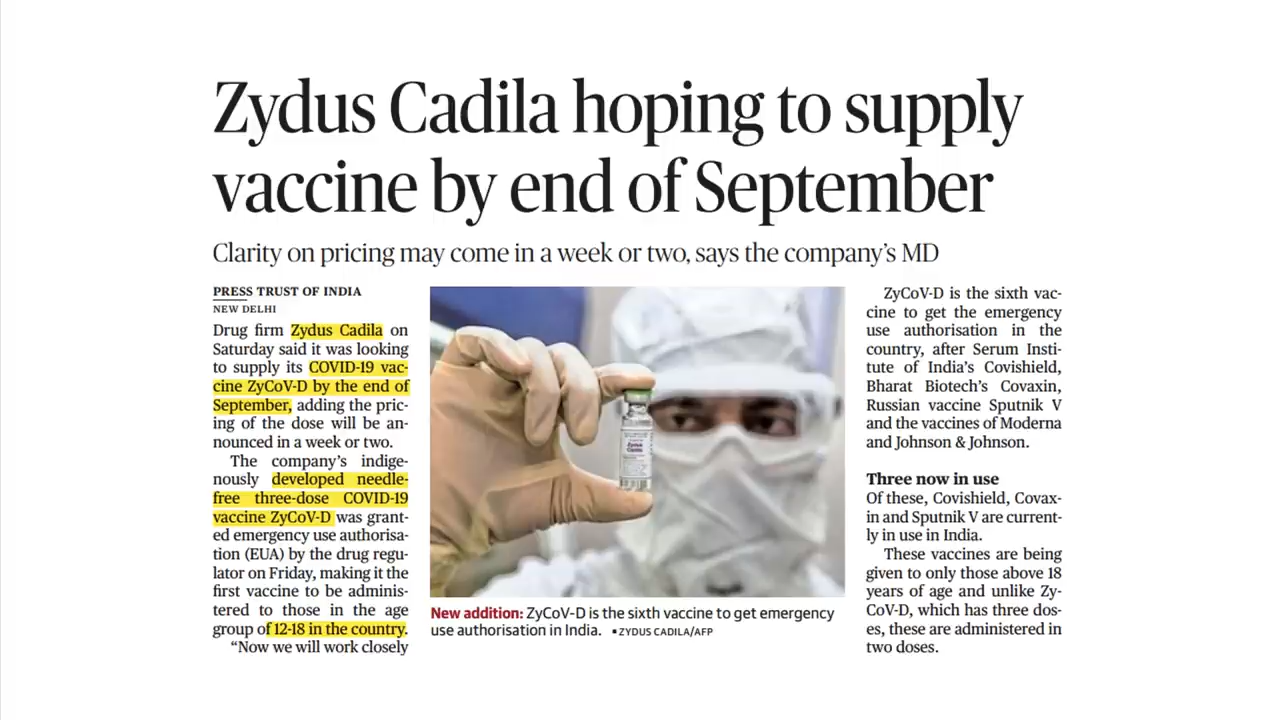 Zydus Cadila hoping to supply
vaccine by end of September
Clarity on pricing may come in a week or two, says the company's MD
PRESS TRUST OF INDIA
NEW DELHI
Drug firm Zydus Cadila on
Saturday said it was looking
to supply its COVID-19 vac-
cine ZyCoV-D by the end of
September, adding the pric-
ing of the dose will be an-
nounced in a week or two.
The company's indige-
nously developed needle-
free three-dose COVID-19
vaccine ZyCoV-D was grant-
ed emergency use authorisa-
tion (EUA) by the drug regu-
lator on Friday, making it the
first vaccine to be adminis-
tered to those in the age
group of 12-18 in the country.
"Now we will work closely
Zydus
Cadila
New addition: ZyCoV-D is the sixth vaccine to get emergency
use authorisation in India. ▪ZYDUS CADILA/AFP
ZyCoV-D is the sixth vac-
cine to get the emergency
use authorisation in the
country, after Serum Insti-
tute of India's Covishield,
Bharat Biotech's Covaxin,
Russian vaccine Sputnik V
and the vaccines of Moderna
and Johnson & Johnson.
Three now in use
Of these, Covishield, Covax-
in and Sputnik V are current-
ly in use in India.
These vaccines are being
given to only those above 18
years of age and unlike Zy-
CoV-D, which has three dos-
es, these are administered in
two doses.